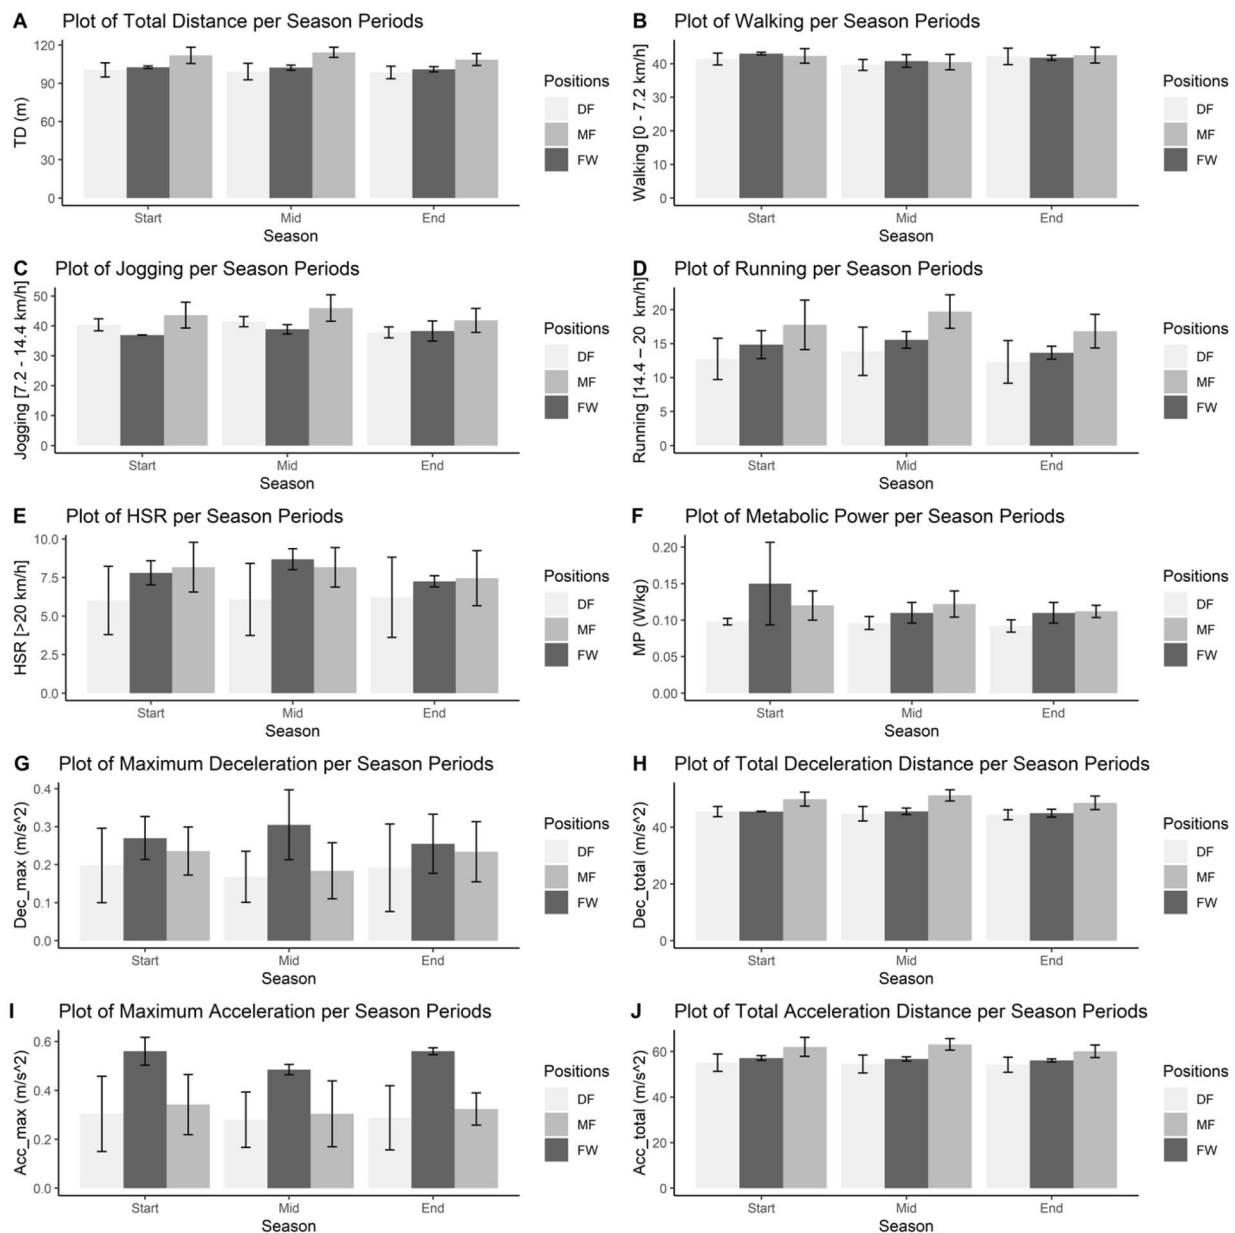 A Plot of Total Distance per Season Periods
120
90
60
30
0
TD (m)
Start Mid End
Season
Positions
DF
MF
FW
B Plot of Walking per Season Periods
40
30
20
10
0
Walking [0 - 7.2 km/h]
Start Mid End
Season
Positions
DF
MF
FW
C Plot of Jogging per Season Periods
50
40
30
20
10
0
Jogging [7.2 - 14.4 km/h]
Start Mid End
Season
Positions
DF
MF
FW
D Plot of Running per Season Periods
20
15
10
5
0
Running [14.4 – 20 km/h]
Start Mid End
Season
Positions
DF
MF
FW
E Plot of HSR per Season Periods
10.0
7.5
5.0
2.5
0.0
HSR [>20 km/h]
Start Mid End
Season
Positions
DF
MF
FW
F Plot of Metabolic Power per Season Periods
0.20
0.15
0.10
0.05
0.00
MP (W/kg)
Start Mid End
Season
Positions
DF
MF
FW
G Plot of Maximum Deceleration per Season Periods
0.4
0.3
0.2
0.1
0.0
Dec_max (m/s^2)
Start Mid End
Season
Positions
DF
MF
FW
H Plot of Total Deceleration Distance per Season Periods
40
20
0
Dec_total (m/s^2)
Start Mid End
Season
Positions
DF
MF
FW
I Plot of Maximum Acceleration per Season Periods
0.6
0.4
0.2
0.0
Acc_max (m/s^2)
Start Mid End
Season
Positions
DF
MF
FW
J Plot of Total Acceleration Distance per Season Periods
60
40
20
0
Acc_total (m/s^2)
Start Mid End
Season
Positions
DF
MF
FW